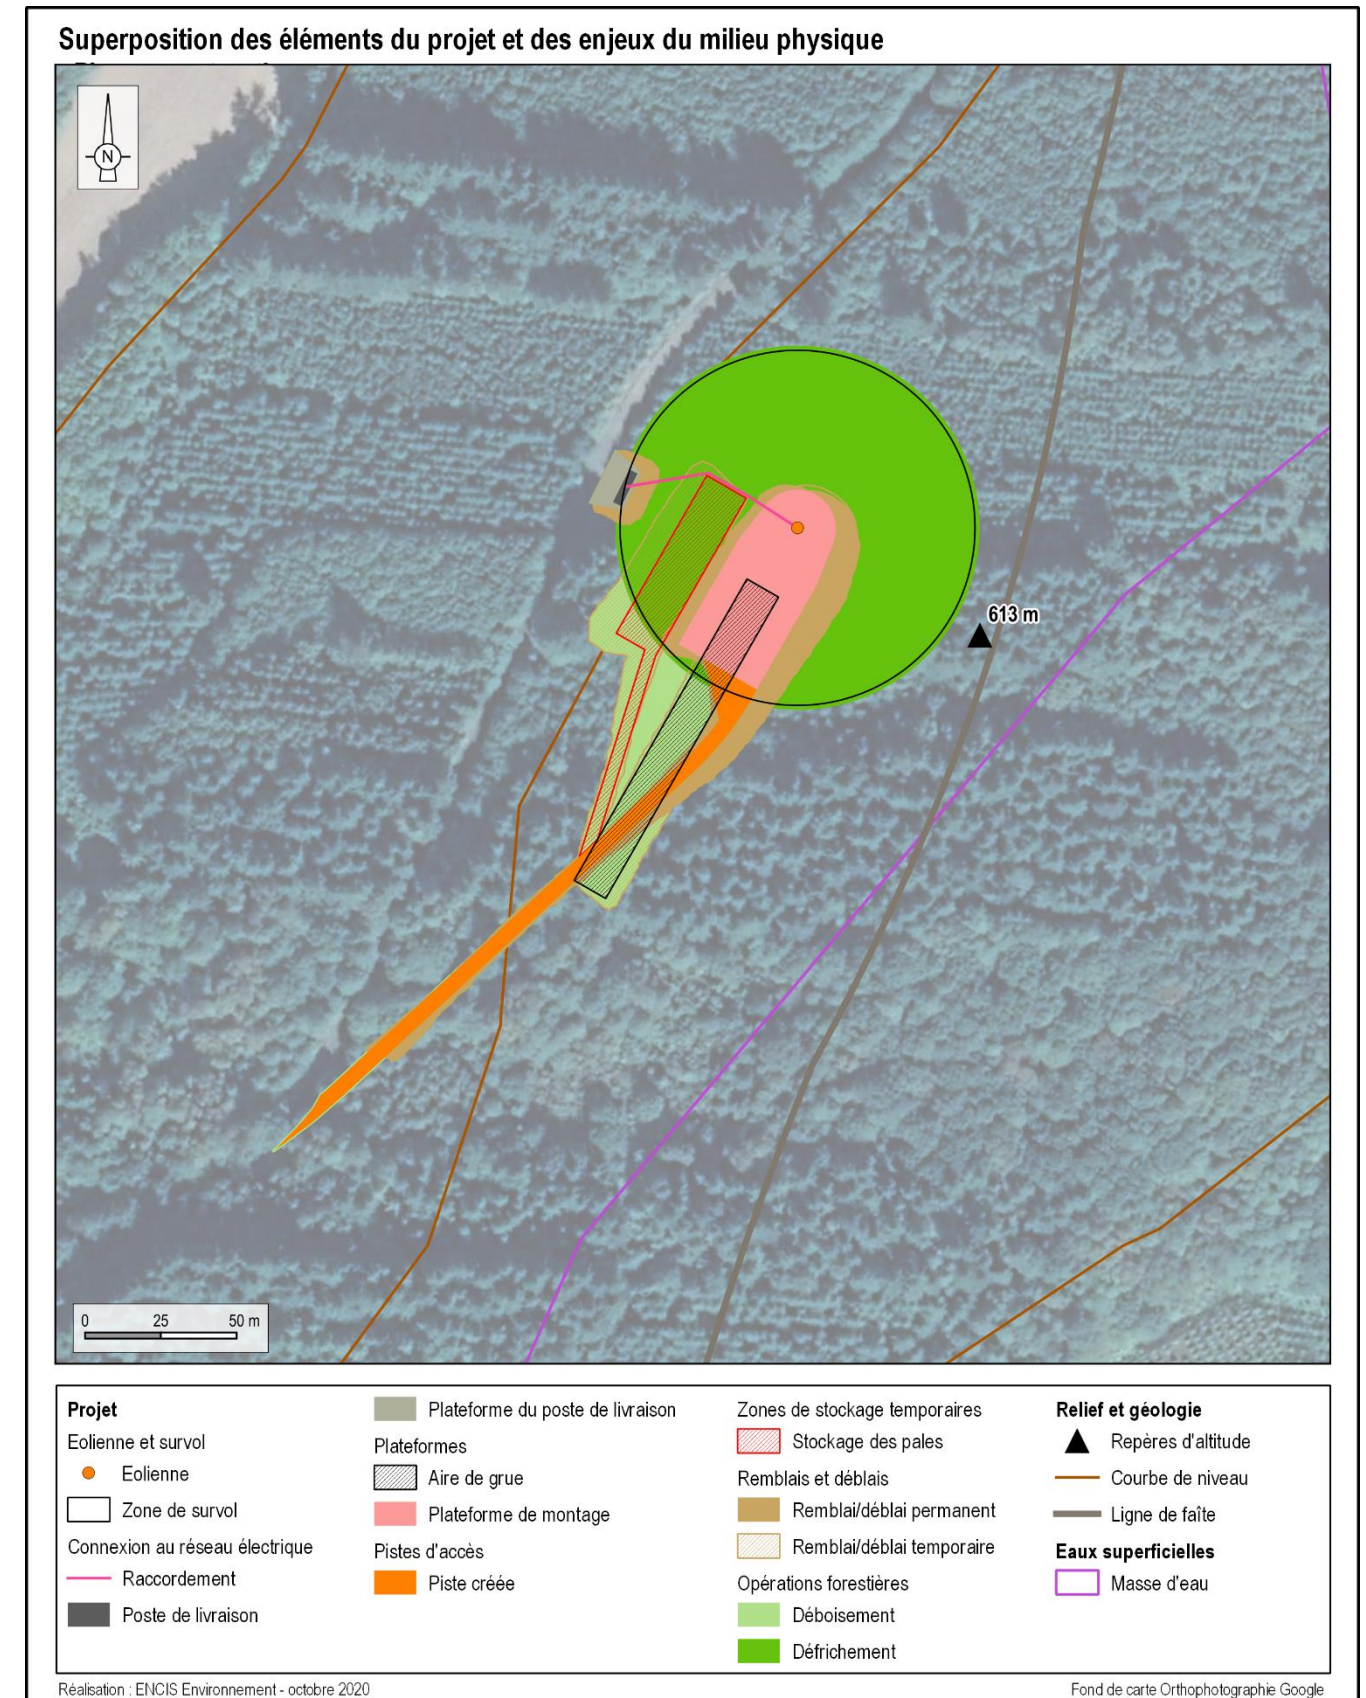 Superposition des éléments du projet et des enjeux du milieu physique
N
613 m
0 25 50 m
Projet
Eolienne et survol
Eolienne
Zone de survol
Connexion au réseau électrique
Raccordement
Poste de livraison
Plateforme du poste de livraison
Plateformes
Aire de grue
Plateforme de montage
Pistes d'accès
Piste créée
Zones de stockage temporaires
Stockage des pales
Remblais et déblais
Remblai/déblai permanent
Remblai/déblai temporaire
Opérations forestières
Déboisement
Défrichement
Relief et géologie
Repères d'altitude
Courbe de niveau
Ligne de faîte
Eaux superficielles
Masse d'eau
Réalisation : ENCIS Environnement - octobre 2020
Fond de carte Orthophotographie Google